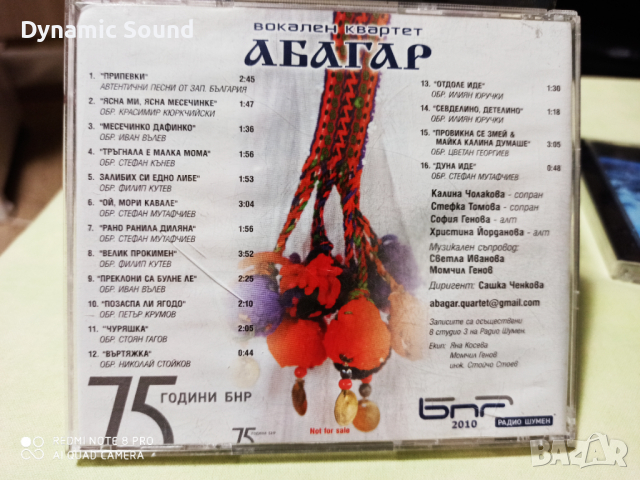 Dynamic Sound
вокален квартет
АБАГАР
1. "ПРИПЕВКИ" 2:45
АВТЕНТИЧНИ ПЕСНИ ОТ ЗАП. БЪЛГАРИЯ
2. "ЯСНА МИ, ЯСНА МЕСЕЧИНКЕ" 1:47
ОБР. КРАСИМИР КЮРКЧИЙСКИ
3. "МЕСЕЧИНКО ДАФИНКО" 1:36
ОБР. ИВАН ВЪЛЕВ
4. "ТРЪГНАЛА Е МАЛКА МОМА" 1:56
ОБР. СТЕФАН КЪНЕВ
5. ЗАЛИБИХ СИ ЕДНО ЛИБЕ" 1:53
ОБР. ФИЛИП КУТЕВ
6. "ОЙ, МОРИ КАВАЛЕ" 3:04
ОБР. СТЕФАН МУТАФЧИЕВ
7. "РАНО РАНИЛА ДИЛЯНА" 1:56
ОБР. СТЕФАН МУТАФЧИЕВ
8. "ВЕЛИК ПРОКИМЕН" 3:52
ОБР. ФИЛИП КУТЕВ
9. "ПРЕКЛОНИ СА БУЛНЕ ЛЕ" 2:25
ОБР. ИВАН ВЪЛЕВ
10. "ПОЗАСПА ЛИ ЯГОДО" 2:10
ОБР. ПЕТЪР КРУМОВ
11. "ЧУРЯШКА" 2:05
ОБР. СТОЯН ГАГОВ
12. "ВЪРТЯЖКА" 0:44
ОБР. НИКОЛАЙ СТОЙКОВ
13. "ОТДОЛЕ ИДЕ" 1:30
ОБР. ИЛИЯН ЮРУЧКИ
14. "СЕВДЕЛИНО, ДЕТЕЛИНО" 1:18
ОБР. ИЛИЯН ЮРУЧКИ
15. "ПРОВИКНА СЕ ЗМЕЙ &
МАЙКА КАЛИНА ДУМАШЕ" 3:05
ОБР. ЦВЕТАН ГЕОРГИЕВ
16. "ДУНА ИДЕ" 0:48
ОБР. СТЕФАН МУТАФЧИЕВ
Калина Чолакова - сопран
Стефка Томова - сопран
София Генова - алт
Христина Йорданова - алт
Музикален съпровод:
Светла Иванова
Момчил Генов
Диригент: Сашка Ченкова
abagar.quartet@gmail.com
Записите са осъществени
в студио 3 на Радио Шумен.
Екип: Яна Косева
Момчил Генов
инж. Стойчо Стоев
75 ГОДИНИ БНР
75 ГОДИНИ БНР
Not for sale
бнр
2010
РАДИО ШУМЕН
REDMI NOTE 8 PRO
AI QUAD CAMERA
BAZAR